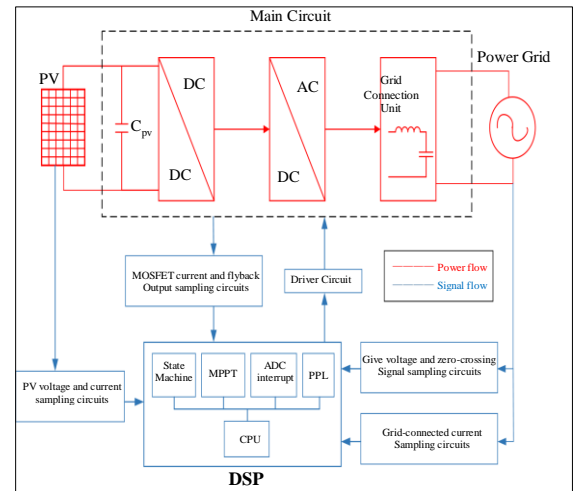 Main Circuit
PV
DC
AC
Grid
Connection
Unit
Power Grid
C_pv
DC
DC
MOSFET current and flyback
Output sampling circuits
Driver Circuit
Power flow
Signal flow
State
Machine
MPPT
ADC
interrupt
PPL
CPU
DSP
PV voltage and current
sampling circuits
Give voltage and zero-crossing
Signal sampling circuits
Grid-connected current
Sampling circuits